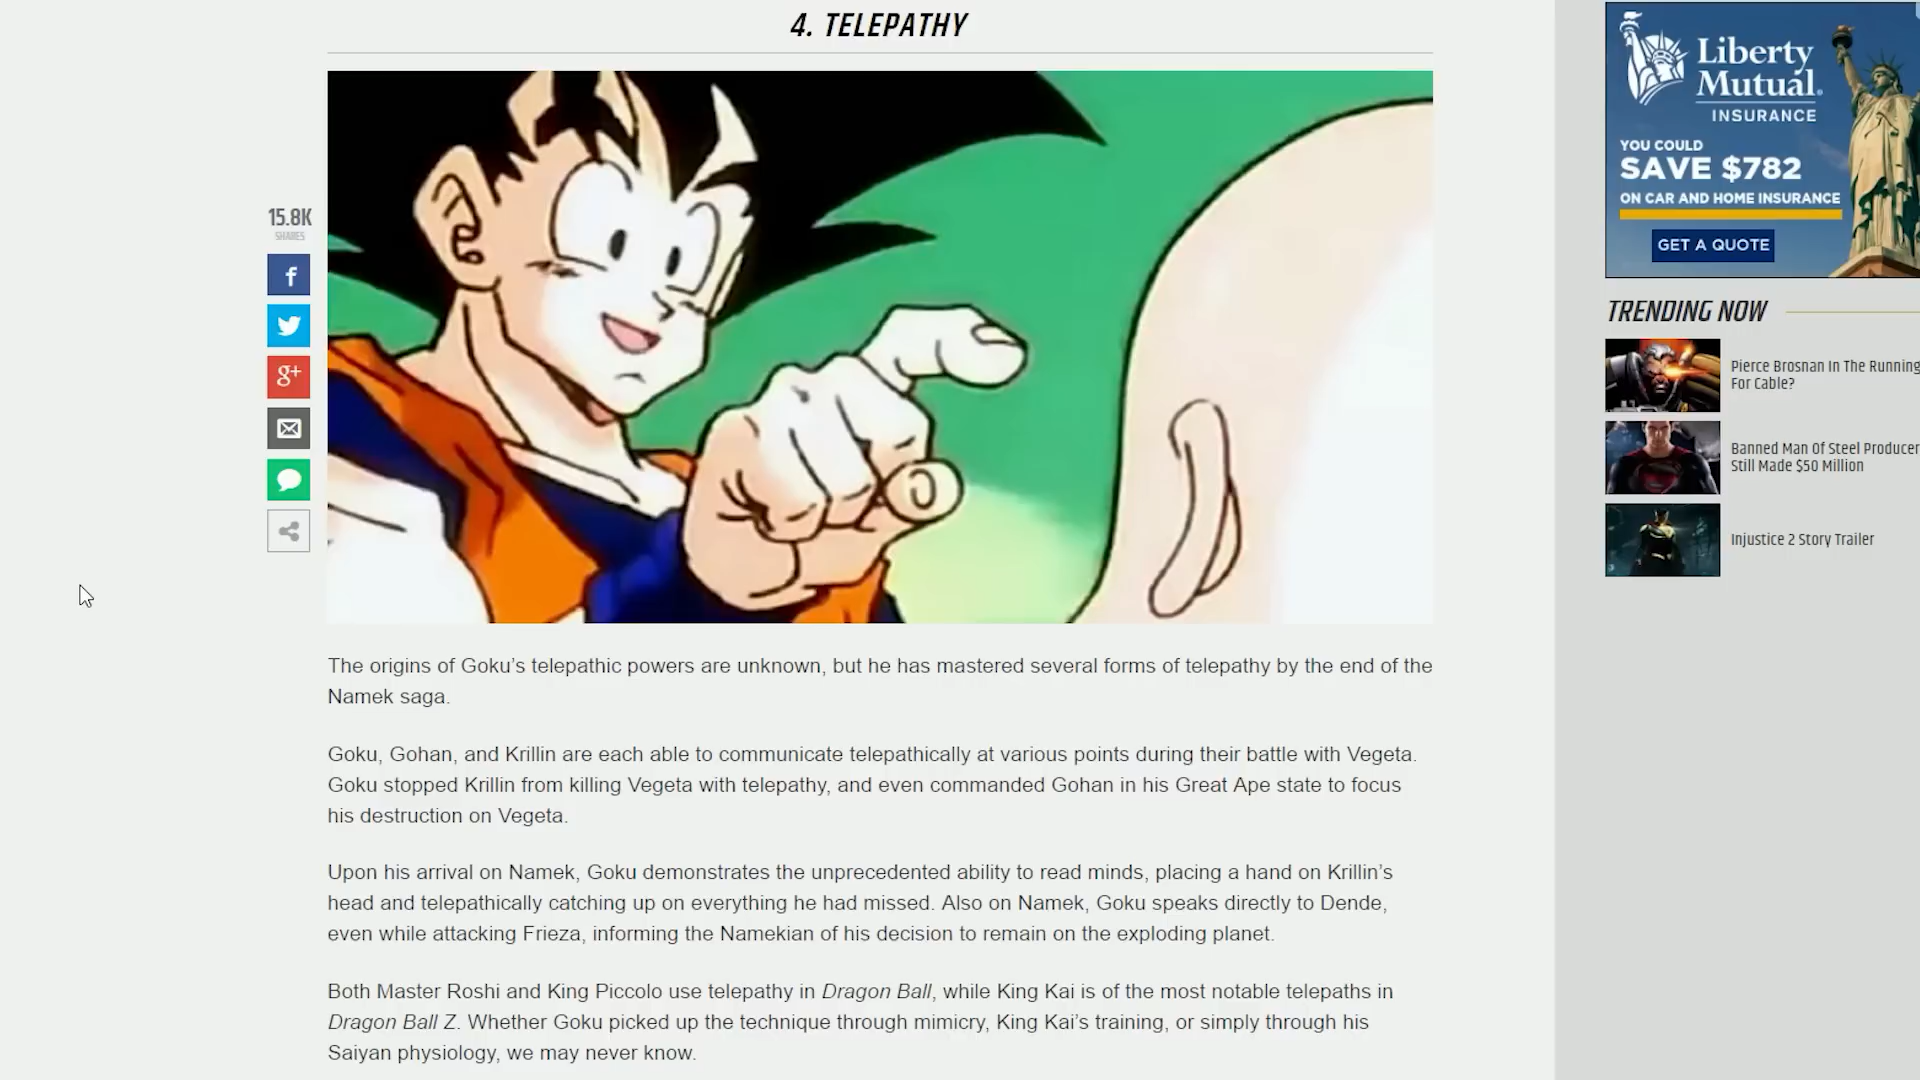 4. TELEPATHY
15.8K
SHARES
f
g+
The origins of Goku’s telepathic powers are unknown, but he has mastered several forms of telepathy by the end of the
Namek saga.
Goku, Gohan, and Krillin are each able to communicate telepathically at various points during their battle with Vegeta.
Goku stopped Krillin from killing Vegeta with telepathy, and even commanded Gohan in his Great Ape state to focus
his destruction on Vegeta.
Upon his arrival on Namek, Goku demonstrates the unprecedented ability to read minds, placing a hand on Krillin’s
head and telepathically catching up on everything he had missed. Also on Namek, Goku speaks directly to Dende,
even while attacking Frieza, informing the Namekian of his decision to remain on the exploding planet.
Both Master Roshi and King Piccolo use telepathy in Dragon Ball, while King Kai is of the most notable telepaths in
Dragon Ball Z. Whether Goku picked up the technique through mimicry, King Kai’s training, or simply through his
Saiyan physiology, we may never know.
Liberty
Mutual®
INSURANCE
YOU COULD
SAVE $782
ON CAR AND HOME INSURANCE
GET A QUOTE
TRENDING NOW
Pierce Brosnan In The Running
For Cable?
Banned Man Of Steel Producer
Still Made $50 Million
Injustice 2 Story Trailer